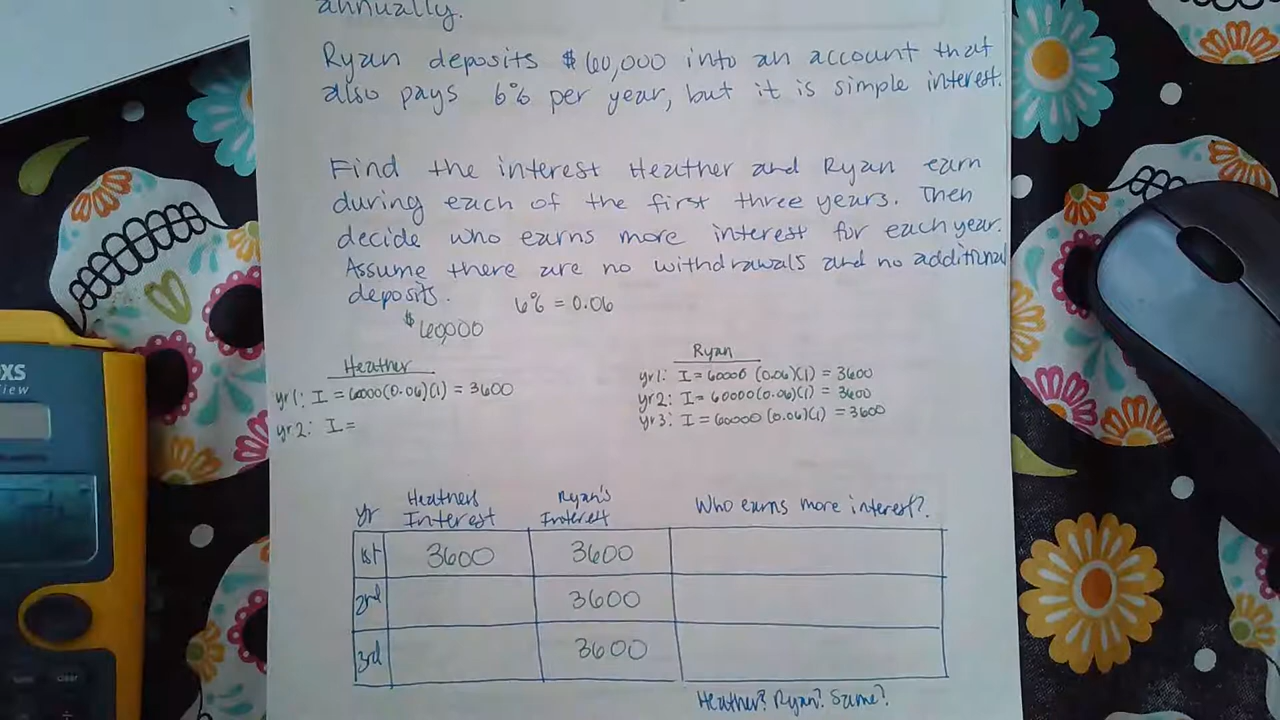 annually.
Ryan deposits $60,000 into an account that
also pays 6% per year, but it is simple interest.
Find the interest Heather and Ryan earn
during each of the first three years. Then
decide who earns more interest for each year.
Assume there are no withdrawals and no additional
deposits.
6% = 0.06
$60000
Heather
yr1: I = 60000(0.06)(1) = 3600
yr2: I =
Ryan
yr1: I = 60000 (0.06)(1) = 3600
yr2: I = 60000(0.06)(1) = 3600
yr3: I = 60000 (0.06)(1) = 3600
yr Heather's Interest Ryan's Interest Who earns more interest?
1st 3600 3600
2nd 3600
3rd 3600
Heather? Ryan? Same?
XS
iew